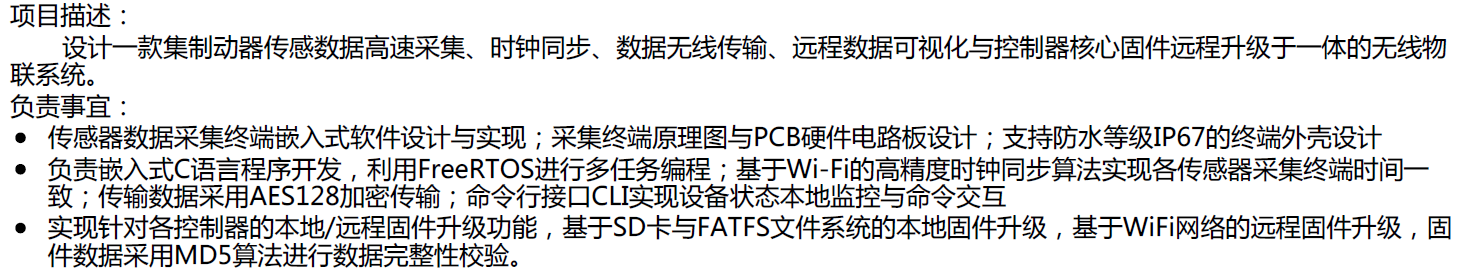 项目描述：
设计一款集制动器传感数据高速采集、时钟同步、数据无线传输、远程数据可视化与控制器核心固件远程升级于一体的无线物
联系统。
负责事宜：
● 传感器数据采集终端嵌入式软件设计与实现；采集终端原理图与PCB硬件电路板设计；支持防水等级IP67的终端外壳设计
● 负责嵌入式C语言程序开发，利用FreeRTOS进行多任务编程；基于Wi-Fi的高精度时钟同步算法实现各传感器采集终端时间一
致；传输数据采用AES128加密传输；命令行接口CLI实现设备状态本地监控与命令交互
● 实现针对各控制器的本地/远程固件升级功能，基于SD卡与FATFS文件系统的本地固件升级，基于WiFi网络的远程固件升级，固
件数据采用MD5算法进行数据完整性校验。